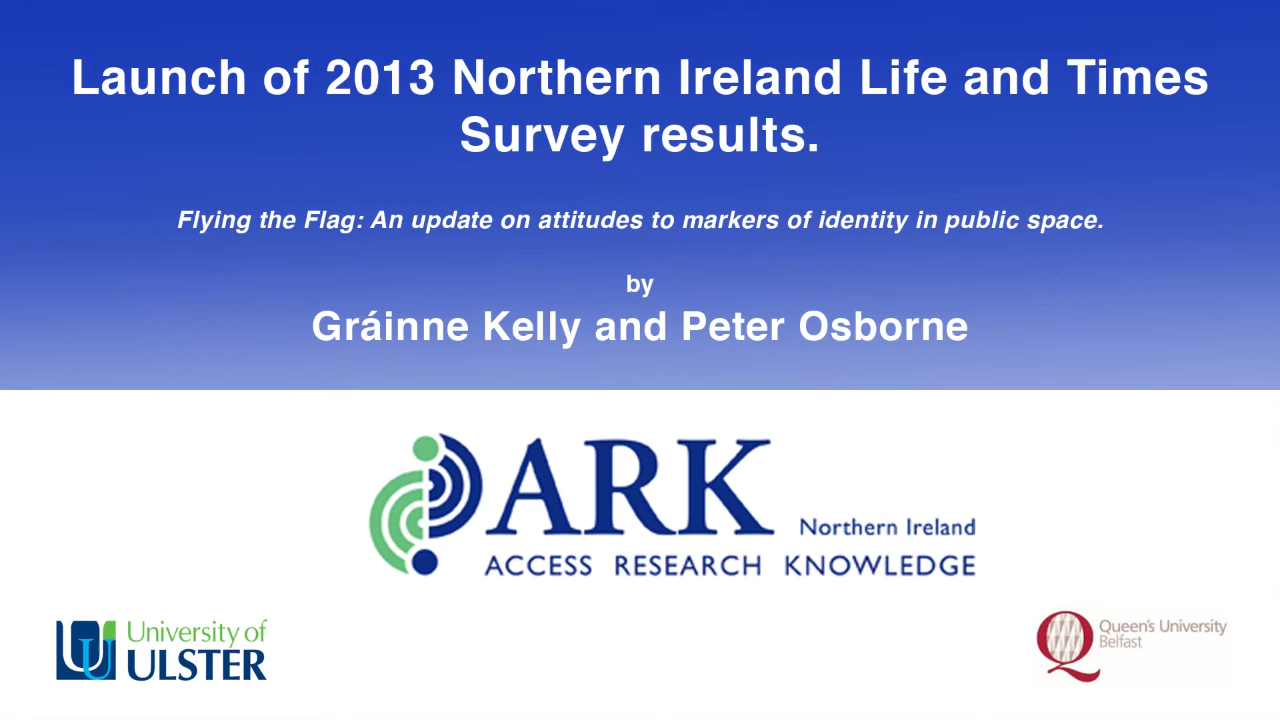 Launch of 2013 Northern Ireland Life and Times
Survey results.
Flying the Flag: An update on attitudes to markers of identity in public space.
by
Gráinne Kelly and Peter Osborne
ARK
Northern Ireland
ACCESS RESEARCH KNOWLEDGE
University of
ULSTER
Queen's University
Belfast